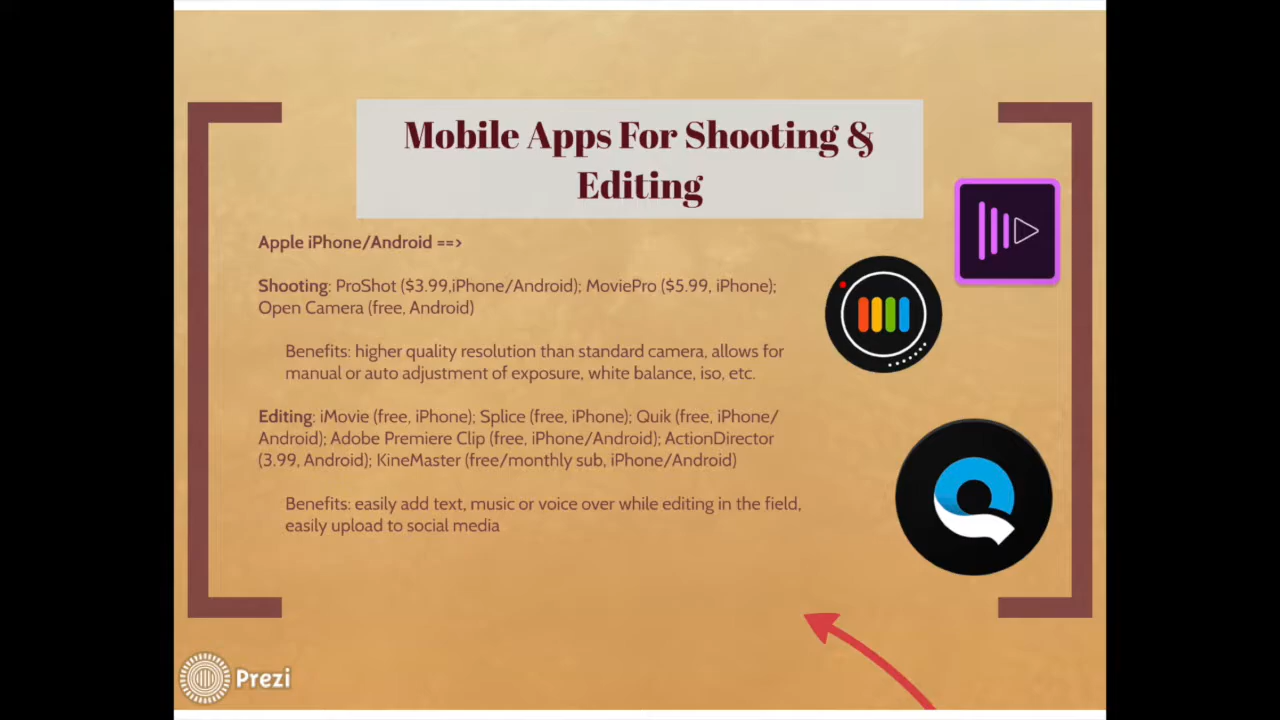 Mobile Apps For Shooting &
Editing
Apple iPhone/Android ==>
Shooting: ProShot ($3.99,iPhone/Android); MoviePro ($5.99, iPhone);
Open Camera (free, Android)
Benefits: higher quality resolution than standard camera, allows for
manual or auto adjustment of exposure, white balance, iso, etc.
Editing: iMovie (free, iPhone); Splice (free, iPhone); Quik (free, iPhone/
Android); Adobe Premiere Clip (free, iPhone/Android); ActionDirector
(3.99, Android); KineMaster (free/monthly sub, iPhone/Android)
Benefits: easily add text, music or voice over while editing in the field,
easily upload to social media
Prezi